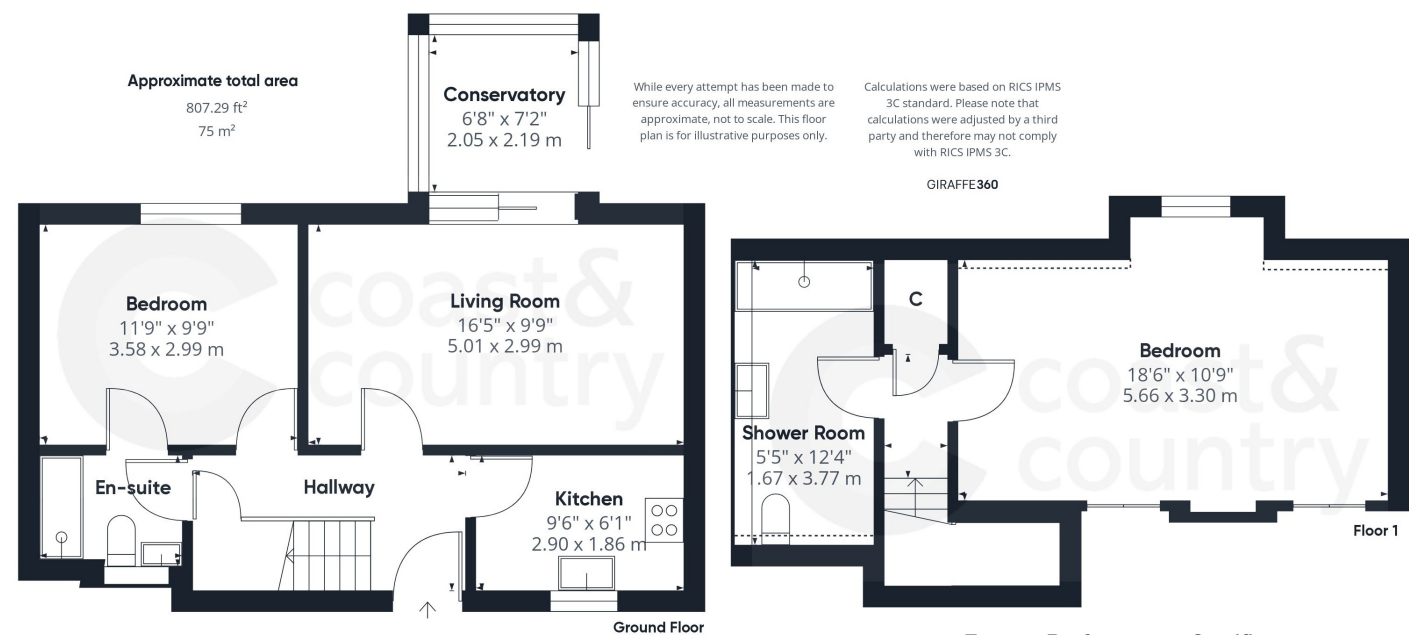 Approximate total area
807.29 ft²
75 m²
Conservatory
6'8" x 7'2"
2.05 x 2.19 m
While every attempt has been made to
ensure accuracy, all measurements are
approximate, not to scale. This floor
plan is for illustrative purposes only.
Calculations were based on RICS IPMS
3C standard. Please note that
calculations were adjusted by a third
party and therefore may not comply
with RICS IPMS 3C.
GIRAFFE360
Bedroom
11'9" x 9'9"
3.58 x 2.99 m
Living Room
16'5" x 9'9"
5.01 x 2.99 m
coast&
country
En-suite
Hallway
Kitchen
9'6" x 6'1"
2.90 x 1.86 m
Ground Floor
C
Bedroom
18'6" x 10'9"
5.66 x 3.30 m
coast&
country
Shower Room
5'5" x 12'4"
1.67 x 3.77 m
Floor 1